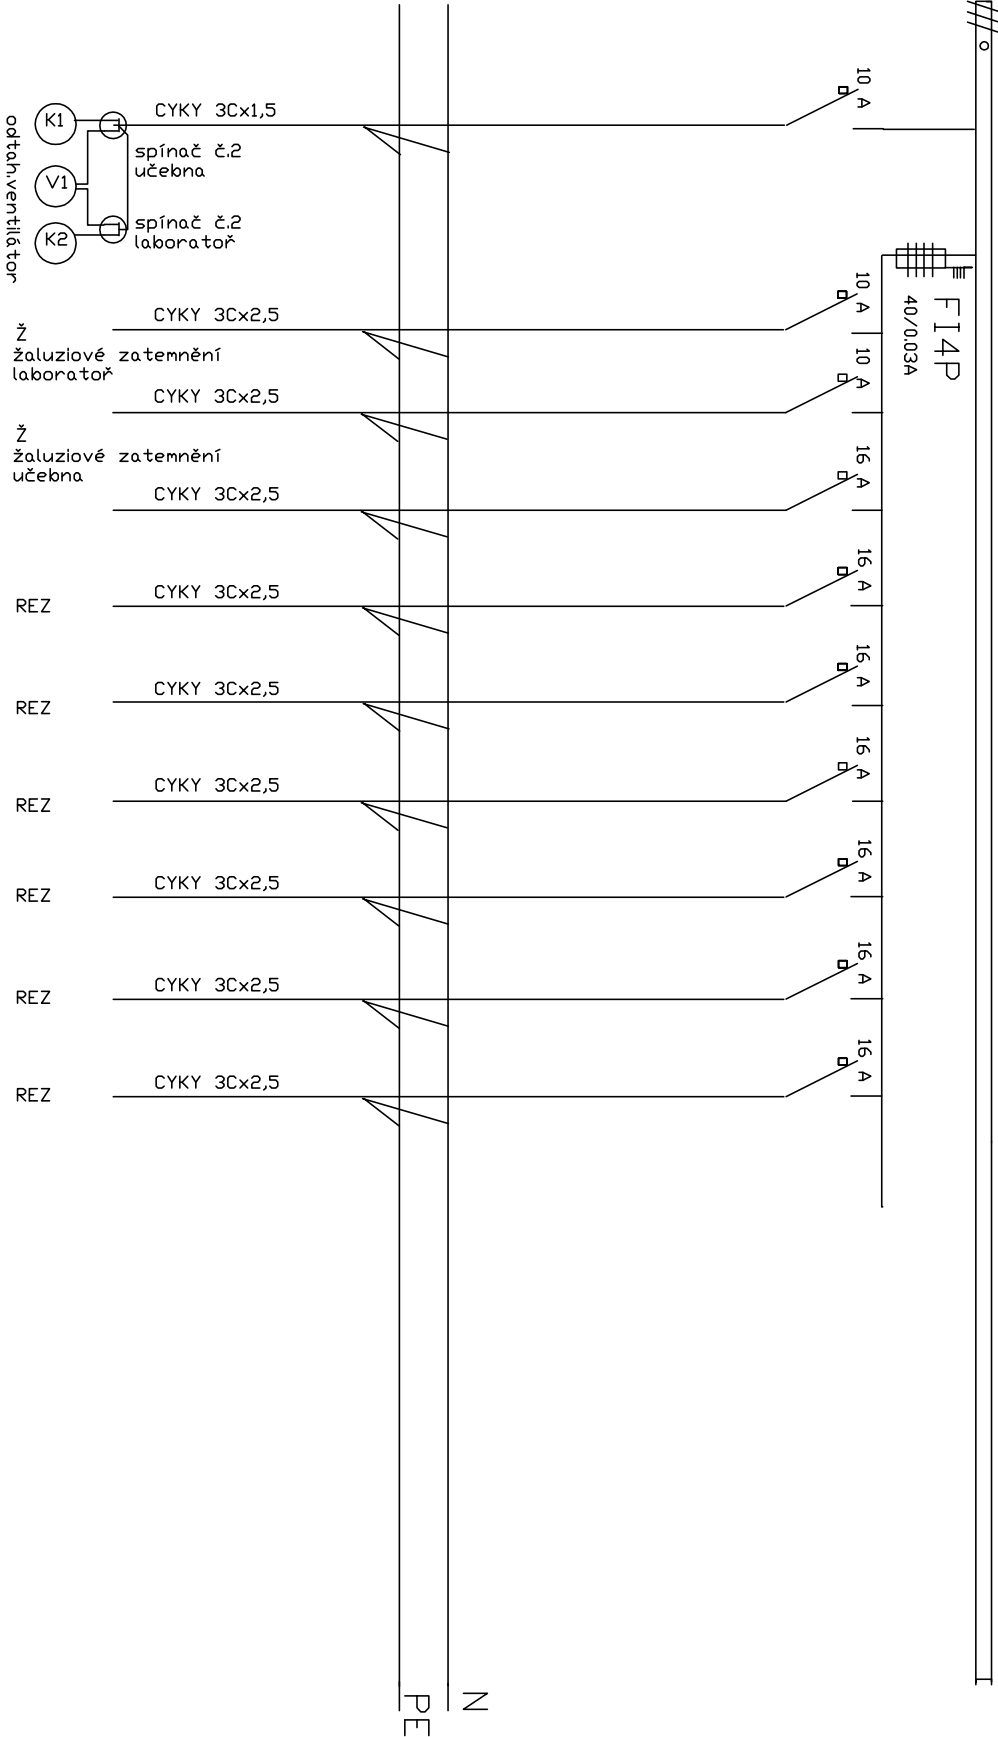 10 A
CYKY 3Cx1,5
K1
spínač č.2
učebna
V1
odtah.ventilátor
spínač č.2
laboratoř
K2
FI4P
40/0.03A
10 A
CYKY 3Cx2,5
Ž
žaluziové zatemnění
laboratoř
10 A
CYKY 3Cx2,5
Ž
žaluziové zatemnění
učebna
16 A
CYKY 3Cx2,5
16 A
CYKY 3Cx2,5
REZ
16 A
CYKY 3Cx2,5
REZ
16 A
CYKY 3Cx2,5
REZ
16 A
CYKY 3Cx2,5
REZ
16 A
CYKY 3Cx2,5
REZ
16 A
CYKY 3Cx2,5
REZ
N
PE